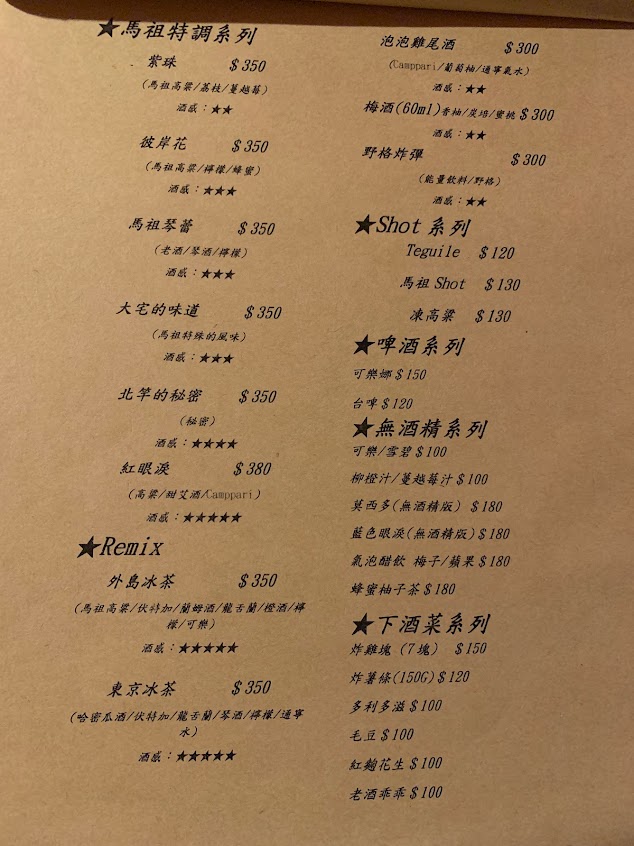 ★馬祖特調系列
紫珠 $350
(馬祖高粱/荔枝/蔓越莓)
酒感：★★
彼岸花 $350
(馬祖高粱/檸檬/蜂蜜)
酒感：★★★
馬祖琴蕾 $350
(老酒/琴酒/檸檬)
酒感：★★★
大宅的味道 $350
(馬祖特殊的風味)
酒感：★★★
北竿的秘密 $350
(秘密)
酒感：★★★★
紅眼淚 $380
(高粱/甜艾酒/Camppari)
酒感：★★★★★
★Remix
外島冰茶 $350
(馬祖高粱/伏特加/蘭姆酒/龍舌蘭/橙酒/檸
檬/可樂)
酒感：★★★★★
東京冰茶 $350
(哈密瓜酒/伏特加/龍舌蘭/琴酒/檸檬/通寧
水)
酒感：★★★★★
泡泡雞尾酒 $300
(Camppari/葡萄柚/通寧氣水)
酒感：★★
梅酒(60ml)香柚/炭焙/蜜桃 $300
酒感：★★
野格炸彈 $300
(能量飲料/野格)
酒感：★★
★Shot 系列
Teguile $120
馬祖 Shot $130
凍高粱 $130
★啤酒系列
可樂娜 $150
台啤 $120
★無酒精系列
可樂/雪碧 $100
柳橙汁/蔓越莓汁 $100
莫西多(無酒精版) $180
藍色眼淚(無酒精版) $180
氣泡醋飲 梅子/蘋果 $180
蜂蜜柚子茶 $180
★下酒菜系列
炸雞塊 (7塊) $150
炸薯條(150G) $120
多利多滋 $100
毛豆 $100
紅麴花生 $100
老酒乖乖 $100